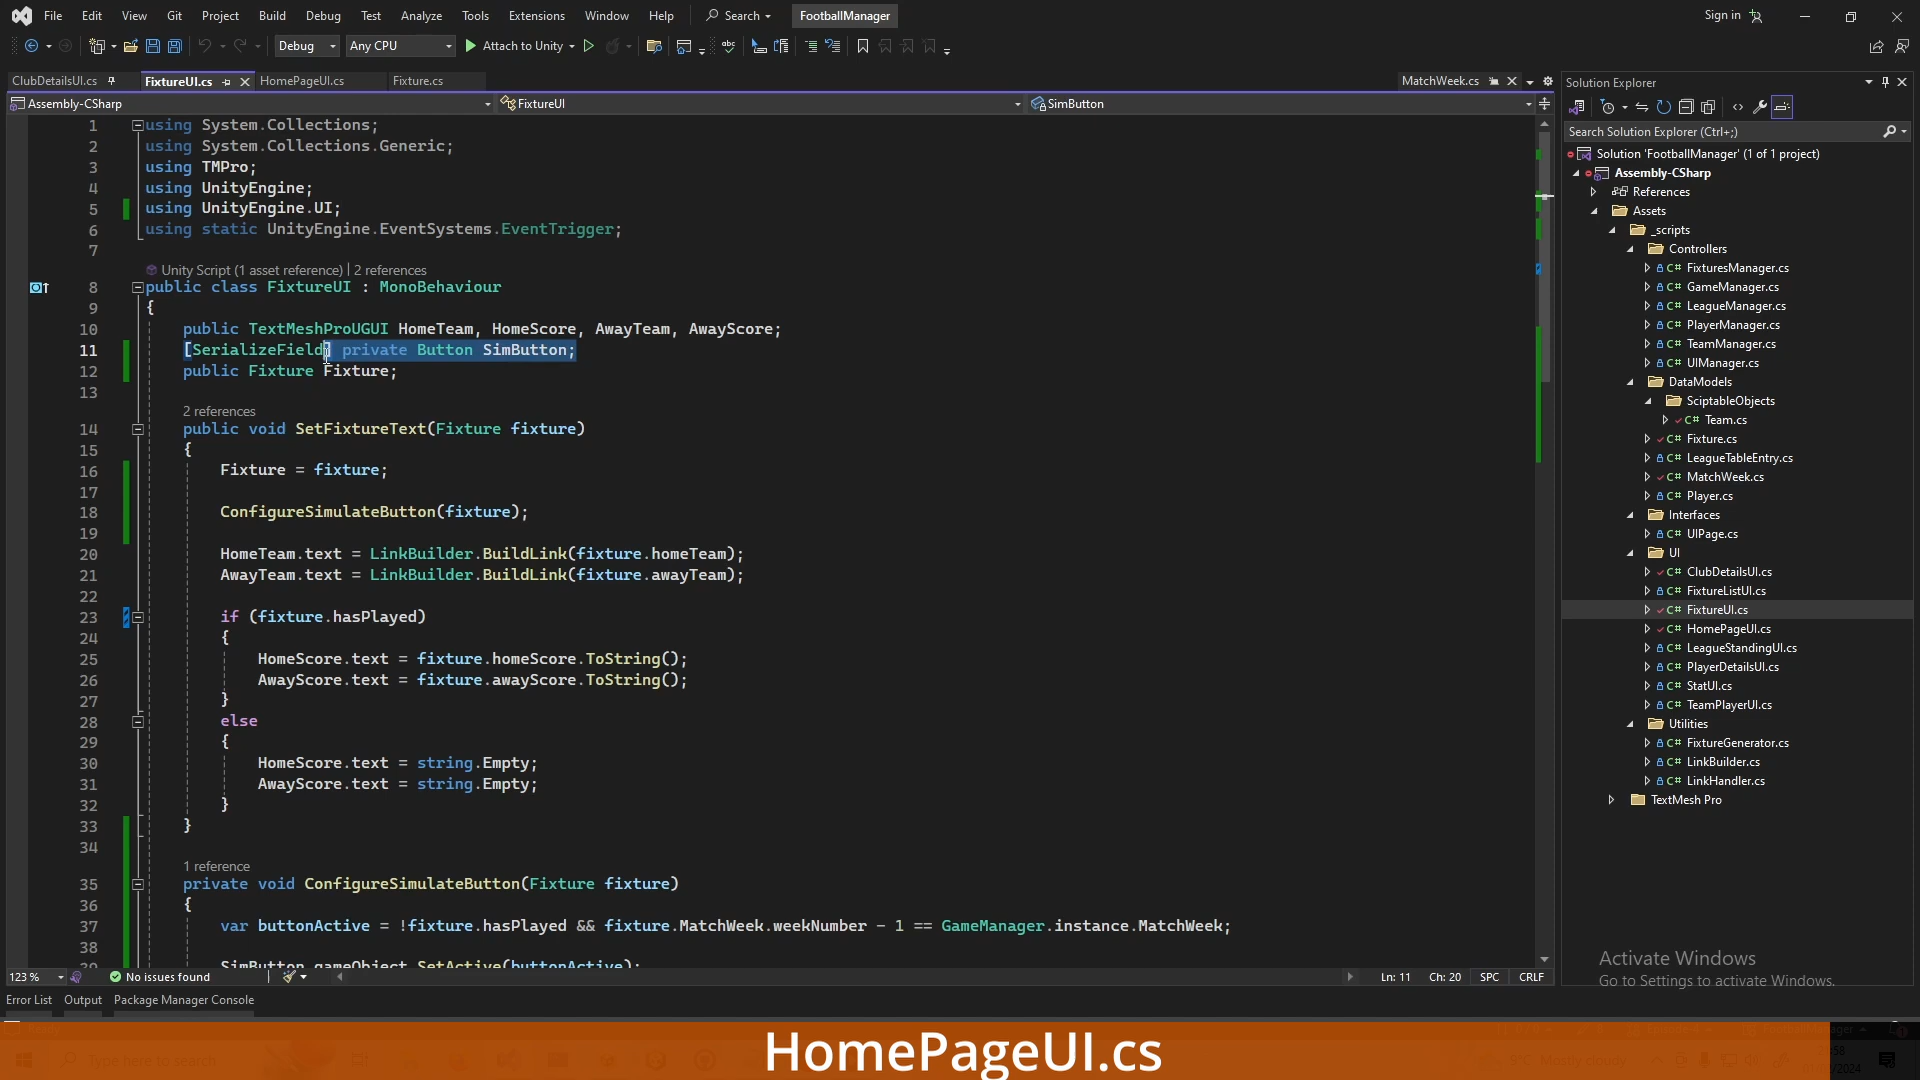 File Edit View Git Project Build Debug Test Analyze Tools Extensions Window Help Search FootballManager Sign in
Debug Any CPU Attach to Unity
ClubDetailsUI.cs FixtureUI.cs HomePageUI.cs Fixture.cs MatchWeek.cs
Assembly-CSharp FixtureUI SimButton
1 using System.Collections;
2 using System.Collections.Generic;
3 using TMPro;
4 using UnityEngine;
5 using UnityEngine.UI;
6 using static UnityEngine.EventSystems.EventTrigger;
7
Unity Script (1 asset reference) | 2 references
8 public class FixtureUI : MonoBehaviour
9 {
10 public TextMeshProUGUI HomeTeam, HomeScore, AwayTeam, AwayScore;
11 [SerializeField] private Button SimButton;
12 public Fixture Fixture;
13
2 references
14 public void SetFixtureText(Fixture fixture)
15 {
16 Fixture = fixture;
17
18 ConfigureSimulateButton(fixture);
19
20 HomeTeam.text = LinkBuilder.BuildLink(fixture.homeTeam);
21 AwayTeam.text = LinkBuilder.BuildLink(fixture.awayTeam);
22
23 if (fixture.hasPlayed)
24 {
25 HomeScore.text = fixture.homeScore.ToString();
26 AwayScore.text = fixture.awayScore.ToString();
27 }
28 else
29 {
30 HomeScore.text = string.Empty;
31 AwayScore.text = string.Empty;
32 }
33 }
34
1 reference
35 private void ConfigureSimulateButton(Fixture fixture)
36 {
37 var buttonActive = !fixture.hasPlayed && fixture.MatchWeek.weekNumber - 1 == GameManager.instance.MatchWeek;
38
39 SimButton.gameObject.SetActive(buttonActive);
123 % No issues found Ln: 11 Ch: 20 SPC CRLF
Error List Output Package Manager Console
Solution Explorer
Search Solution Explorer (Ctrl+;)
Solution 'FootballManager' (1 of 1 project)
Assembly-CSharp
References
Assets
_scripts
Controllers
C# FixturesManager.cs
C# GameManager.cs
C# LeagueManager.cs
C# PlayerManager.cs
C# TeamManager.cs
C# UIManager.cs
DataModels
SciptableObjects
C# Team.cs
C# Fixture.cs
C# LeagueTableEntry.cs
C# MatchWeek.cs
C# Player.cs
Interfaces
C# UIPage.cs
UI
C# ClubDetailsUI.cs
C# FixtureListUI.cs
C# FixtureUI.cs
C# HomePageUI.cs
C# LeagueStandingUI.cs
C# PlayerDetailsUI.cs
C# StatUI.cs
C# TeamPlayerUI.cs
Utilities
C# FixtureGenerator.cs
C# LinkBuilder.cs
C# LinkHandler.cs
TextMesh Pro
Activate Windows
Go to Settings to activate Windows.
Ready
Type here to search
HomePageUI.cs
9°C Mostly cloudy